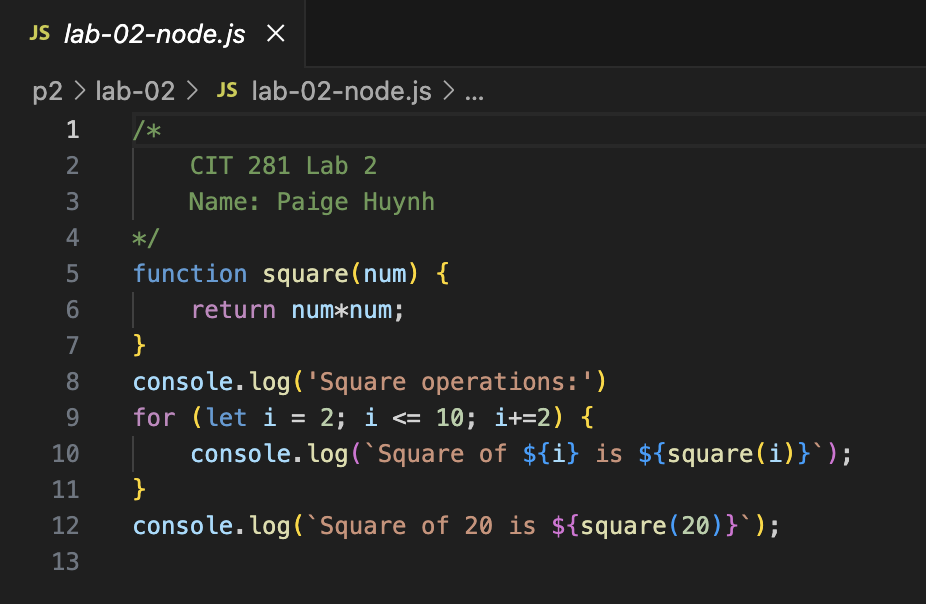 JS lab-02-node.js ×
p2 > lab-02 > JS lab-02-node.js > ...
1 /*
2     CIT 281 Lab 2
3     Name: Paige Huynh
4 */
5 function square(num) {
6     return num*num;
7 }
8 console.log('Square operations:')
9 for (let i = 2; i <= 10; i+=2) {
10     console.log(`Square of ${i} is ${square(i)}`);
11 }
12 console.log(`Square of 20 is ${square(20)}`);
13